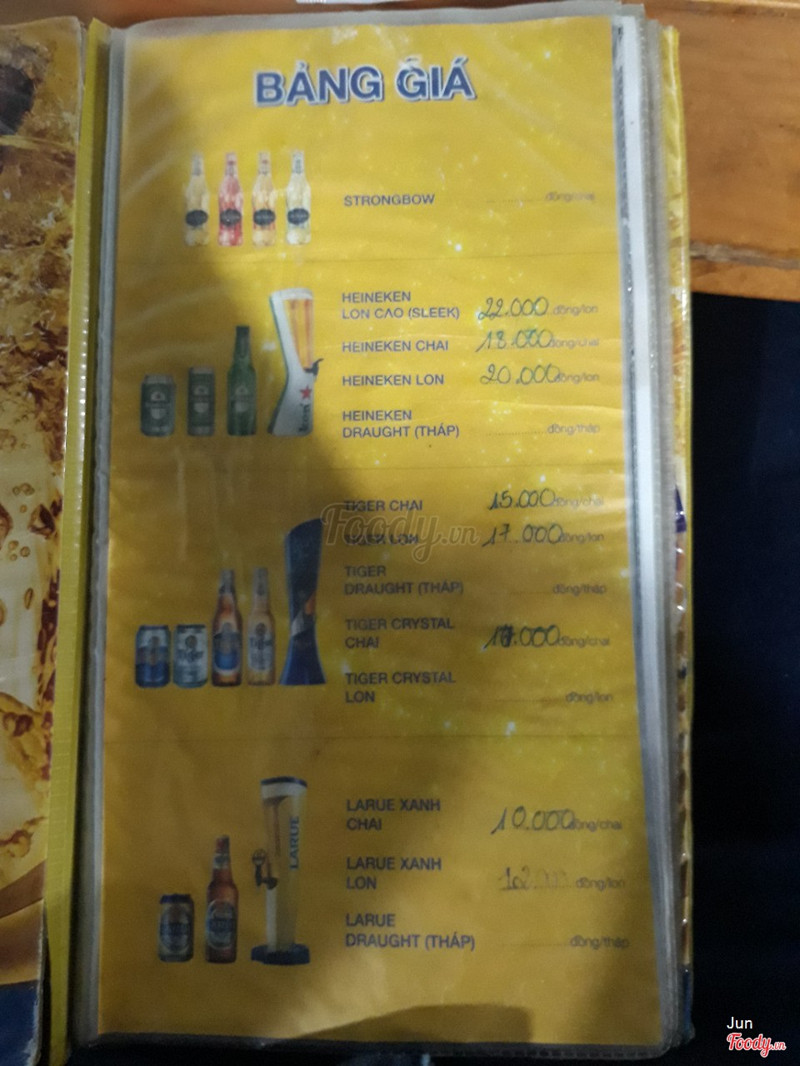 BẢNG GIÁ
STRONGBOW ........ đồng/chai
HEINEKEN
LON CAO (SLEEK) 22.000 đồng/lon
HEINEKEN CHAI 18.000 đồng/chai
HEINEKEN LON 20.000 đồng/lon
HEINEKEN
DRAUGHT (THÁP) ........ đồng/tháp
TIGER CHAI 15.000 đồng/chai
TIGER LON 17.000 đồng/lon
TIGER
DRAUGHT (THÁP) ........ đồng/tháp
TIGER CRYSTAL
CHAI đồng/chai
TIGER CRYSTAL
LON ........ đồng/lon
LARUE XANH
CHAI 10.000 đồng/chai
LARUE XANH
LON đồng/lon
LARUE
DRAUGHT (THÁP) ........ đồng/tháp
LARUE
Foody.vn
Jun
Foody.vn